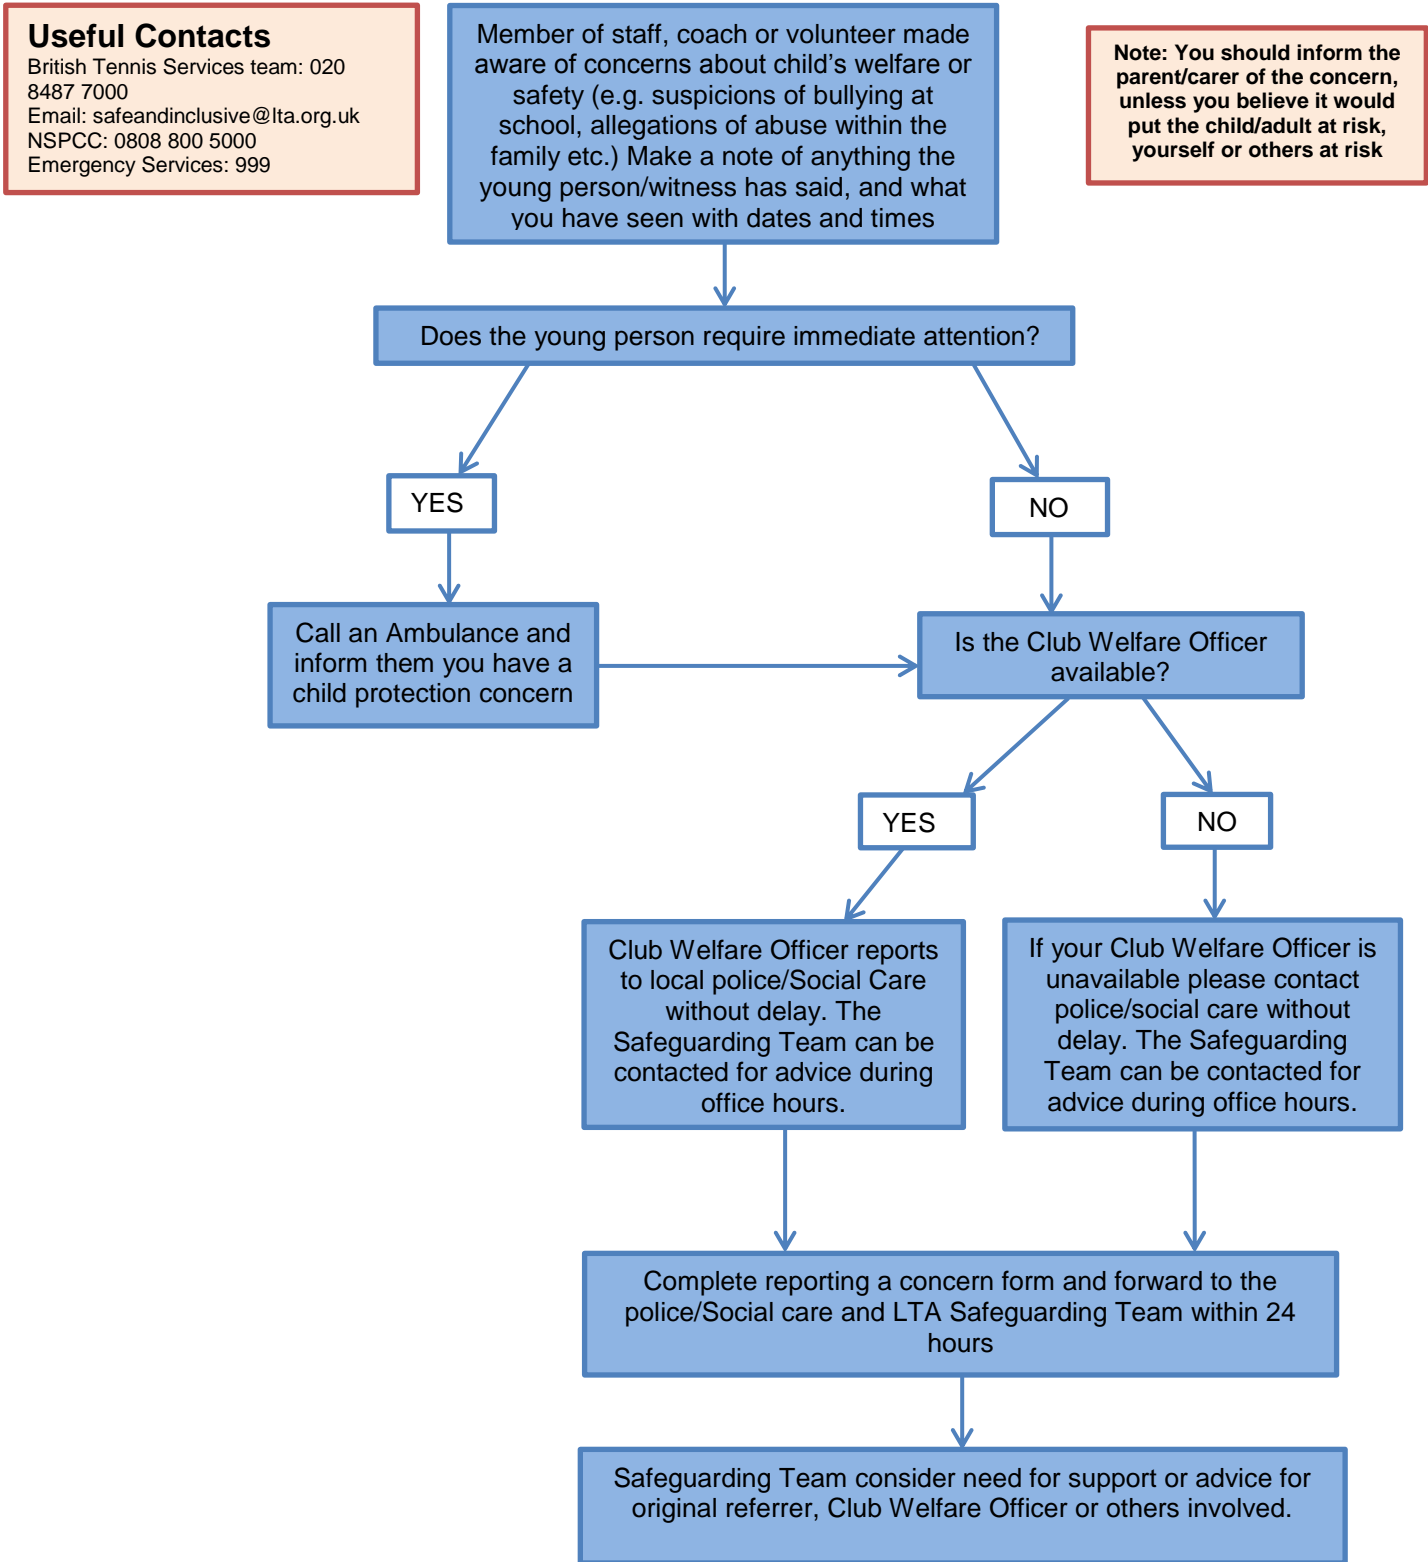 Useful Contacts
British Tennis Services team: 020
8487 7000
Email: safeandinclusive@lta.org.uk
NSPCC: 0808 800 5000
Emergency Services: 999
Member of staff, coach or volunteer made
aware of concerns about child’s welfare or
safety (e.g. suspicions of bullying at
school, allegations of abuse within the
family etc.) Make a note of anything the
young person/witness has said, and what
you have seen with dates and times
Note: You should inform the
parent/carer of the concern,
unless you believe it would
put the child/adult at risk,
yourself or others at risk
Does the young person require immediate attention?
YES
NO
Call an Ambulance and
inform them you have a
child protection concern
Is the Club Welfare Officer
available?
YES
NO
Club Welfare Officer reports
to local police/Social Care
without delay. The
Safeguarding Team can be
contacted for advice during
office hours.
If your Club Welfare Officer is
unavailable please contact
police/social care without
delay. The Safeguarding
Team can be contacted for
advice during office hours.
Complete reporting a concern form and forward to the
police/Social care and LTA Safeguarding Team within 24
hours
Safeguarding Team consider need for support or advice for
original referrer, Club Welfare Officer or others involved.